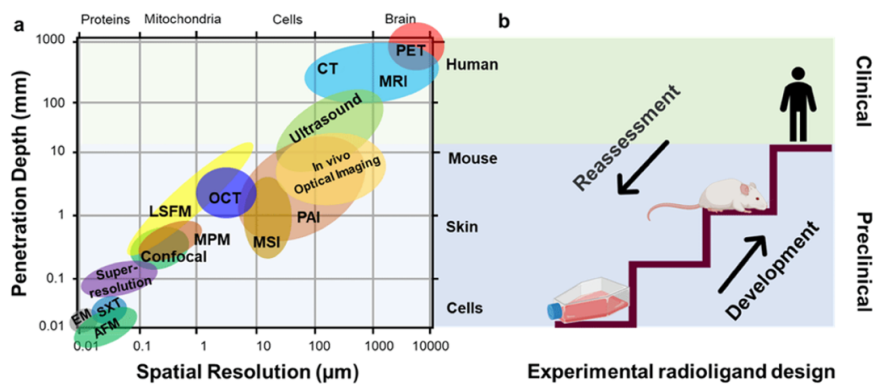 a
Proteins Mitochondria Cells Brain
b
Penetration Depth (mm)
1000
100
10
1
0.1
0.01
PET
CT
MRI
Ultrasound
In vivo
Optical Imaging
OCT
LSFM
PAI
MPM
MSI
Confocal
Super-
resolution
EM
SXT
AFM
0.01 0.1 1 10 100 1000 10000
Spatial Resolution (µm)
Human
Mouse
Skin
Cells
Reassessment
Development
Clinical
Preclinical
Experimental radioligand design